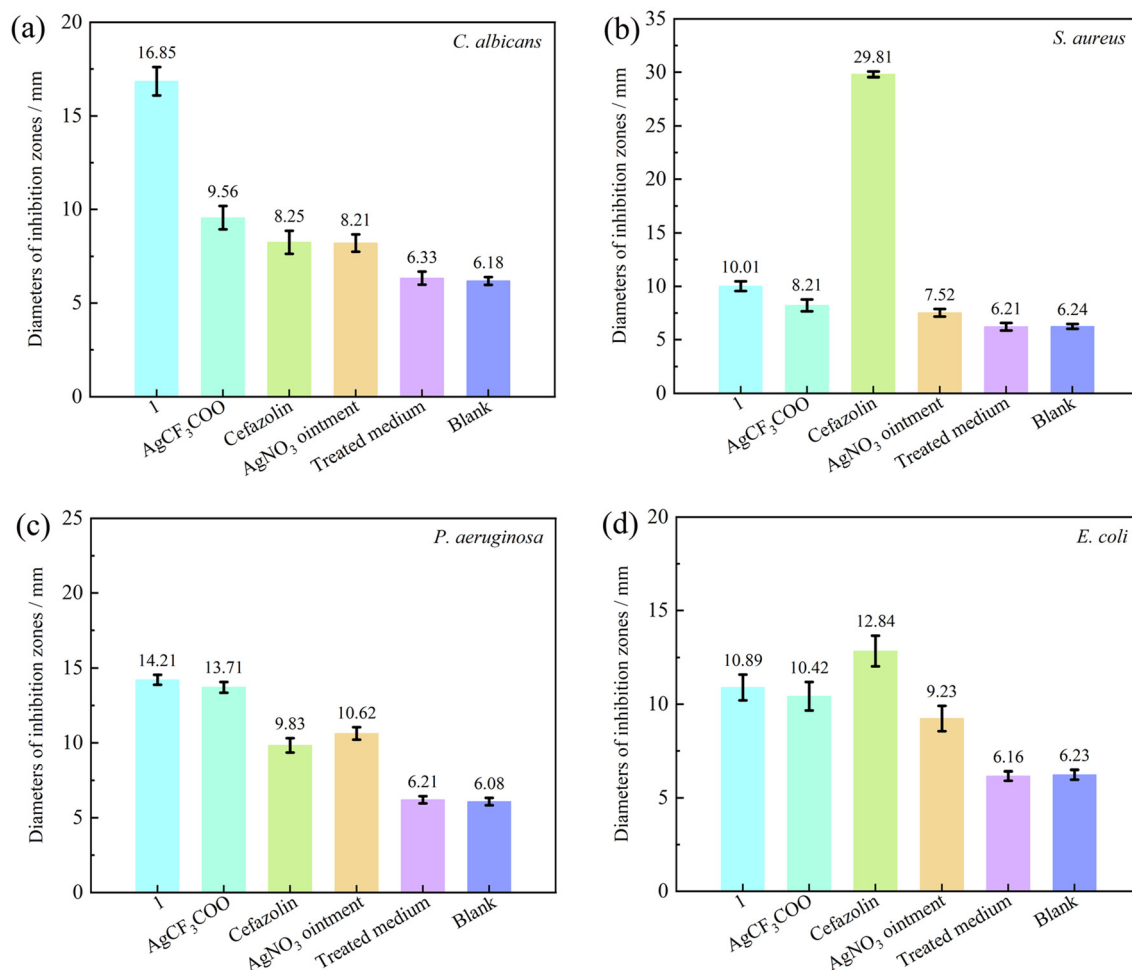 (a)
C. albicans
Diameters of inhibition zones / mm
20
15
10
5
0
16.85
9.56
8.25
8.21
6.33
6.18
1
AgCF₃COO
Cefazolin
AgNO₃ ointment
Treated medium
Blank
(b)
S. aureus
Diameters of inhibition zones / mm
35
30
25
20
15
10
5
0
10.01
8.21
29.81
7.52
6.21
6.24
1
AgCF₃COO
Cefazolin
AgNO₃ ointment
Treated medium
Blank
(c)
P. aeruginosa
Diameters of inhibition zones / mm
25
20
15
10
5
0
14.21
13.71
9.83
10.62
6.21
6.08
1
AgCF₃COO
Cefazolin
AgNO₃ ointment
Treated medium
Blank
(d)
E. coli
Diameters of inhibition zones / mm
20
15
10
5
0
10.89
10.42
12.84
9.23
6.16
6.23
1
AgCF₃COO
Cefazolin
AgNO₃ ointment
Treated medium
Blank